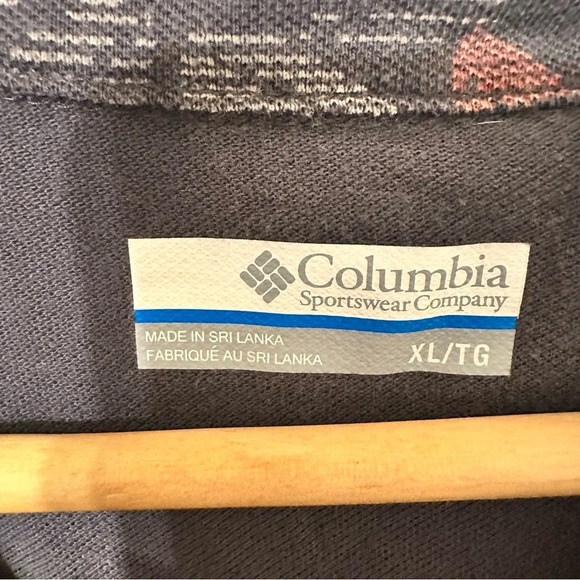 Columbia
Sportswear Company
MADE IN SRI LANKA
FABRIQUÉ AU SRI LANKA
XL/TG